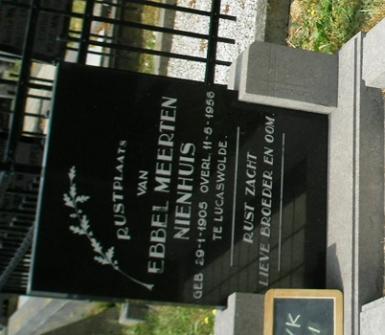 RUSTPLAATS
VAN
EBBEL MEERTEN
NIENHUIS
GEB. 29-1-1905 OVERL. 11-5-1956
TE LUCASWOLDE.
RUST ZACHT
LIEVE BROEDER EN OOM.
K